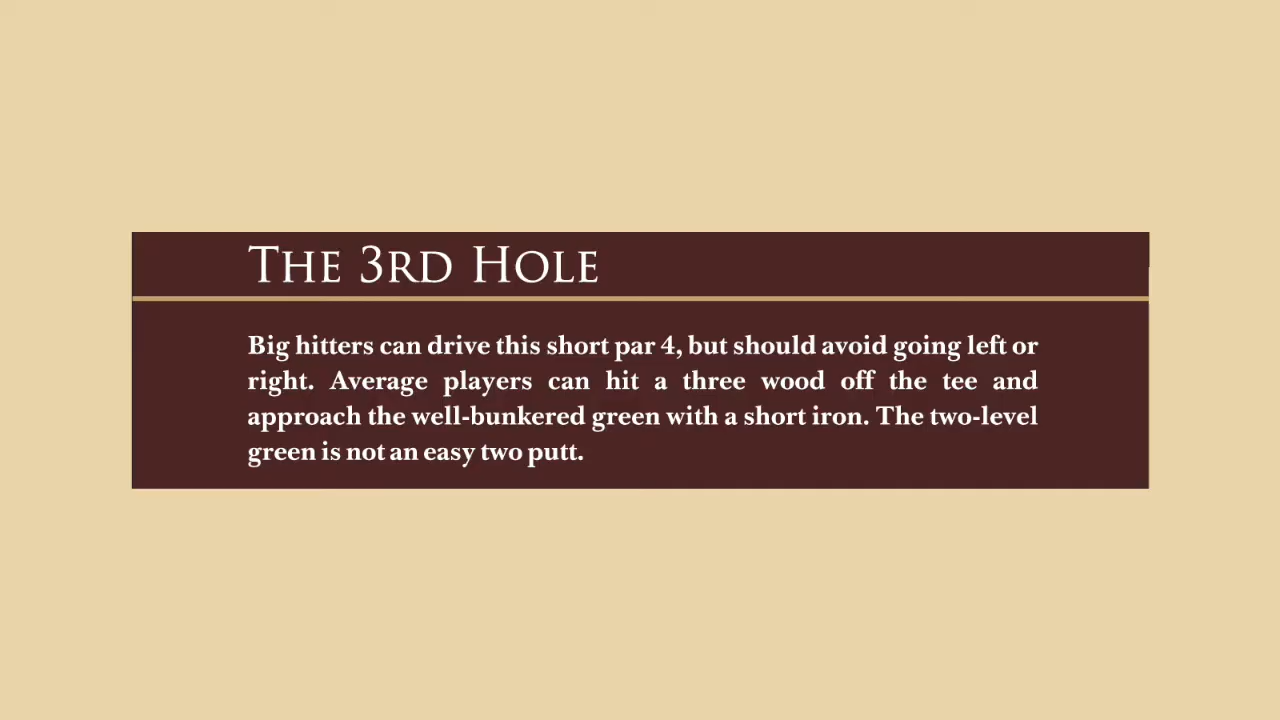 The 3rd Hole
Big hitters can drive this short par 4, but should avoid going left or
right. Average players can hit a three wood off the tee and
approach the well-bunkered green with a short iron. The two-level
green is not an easy two putt.